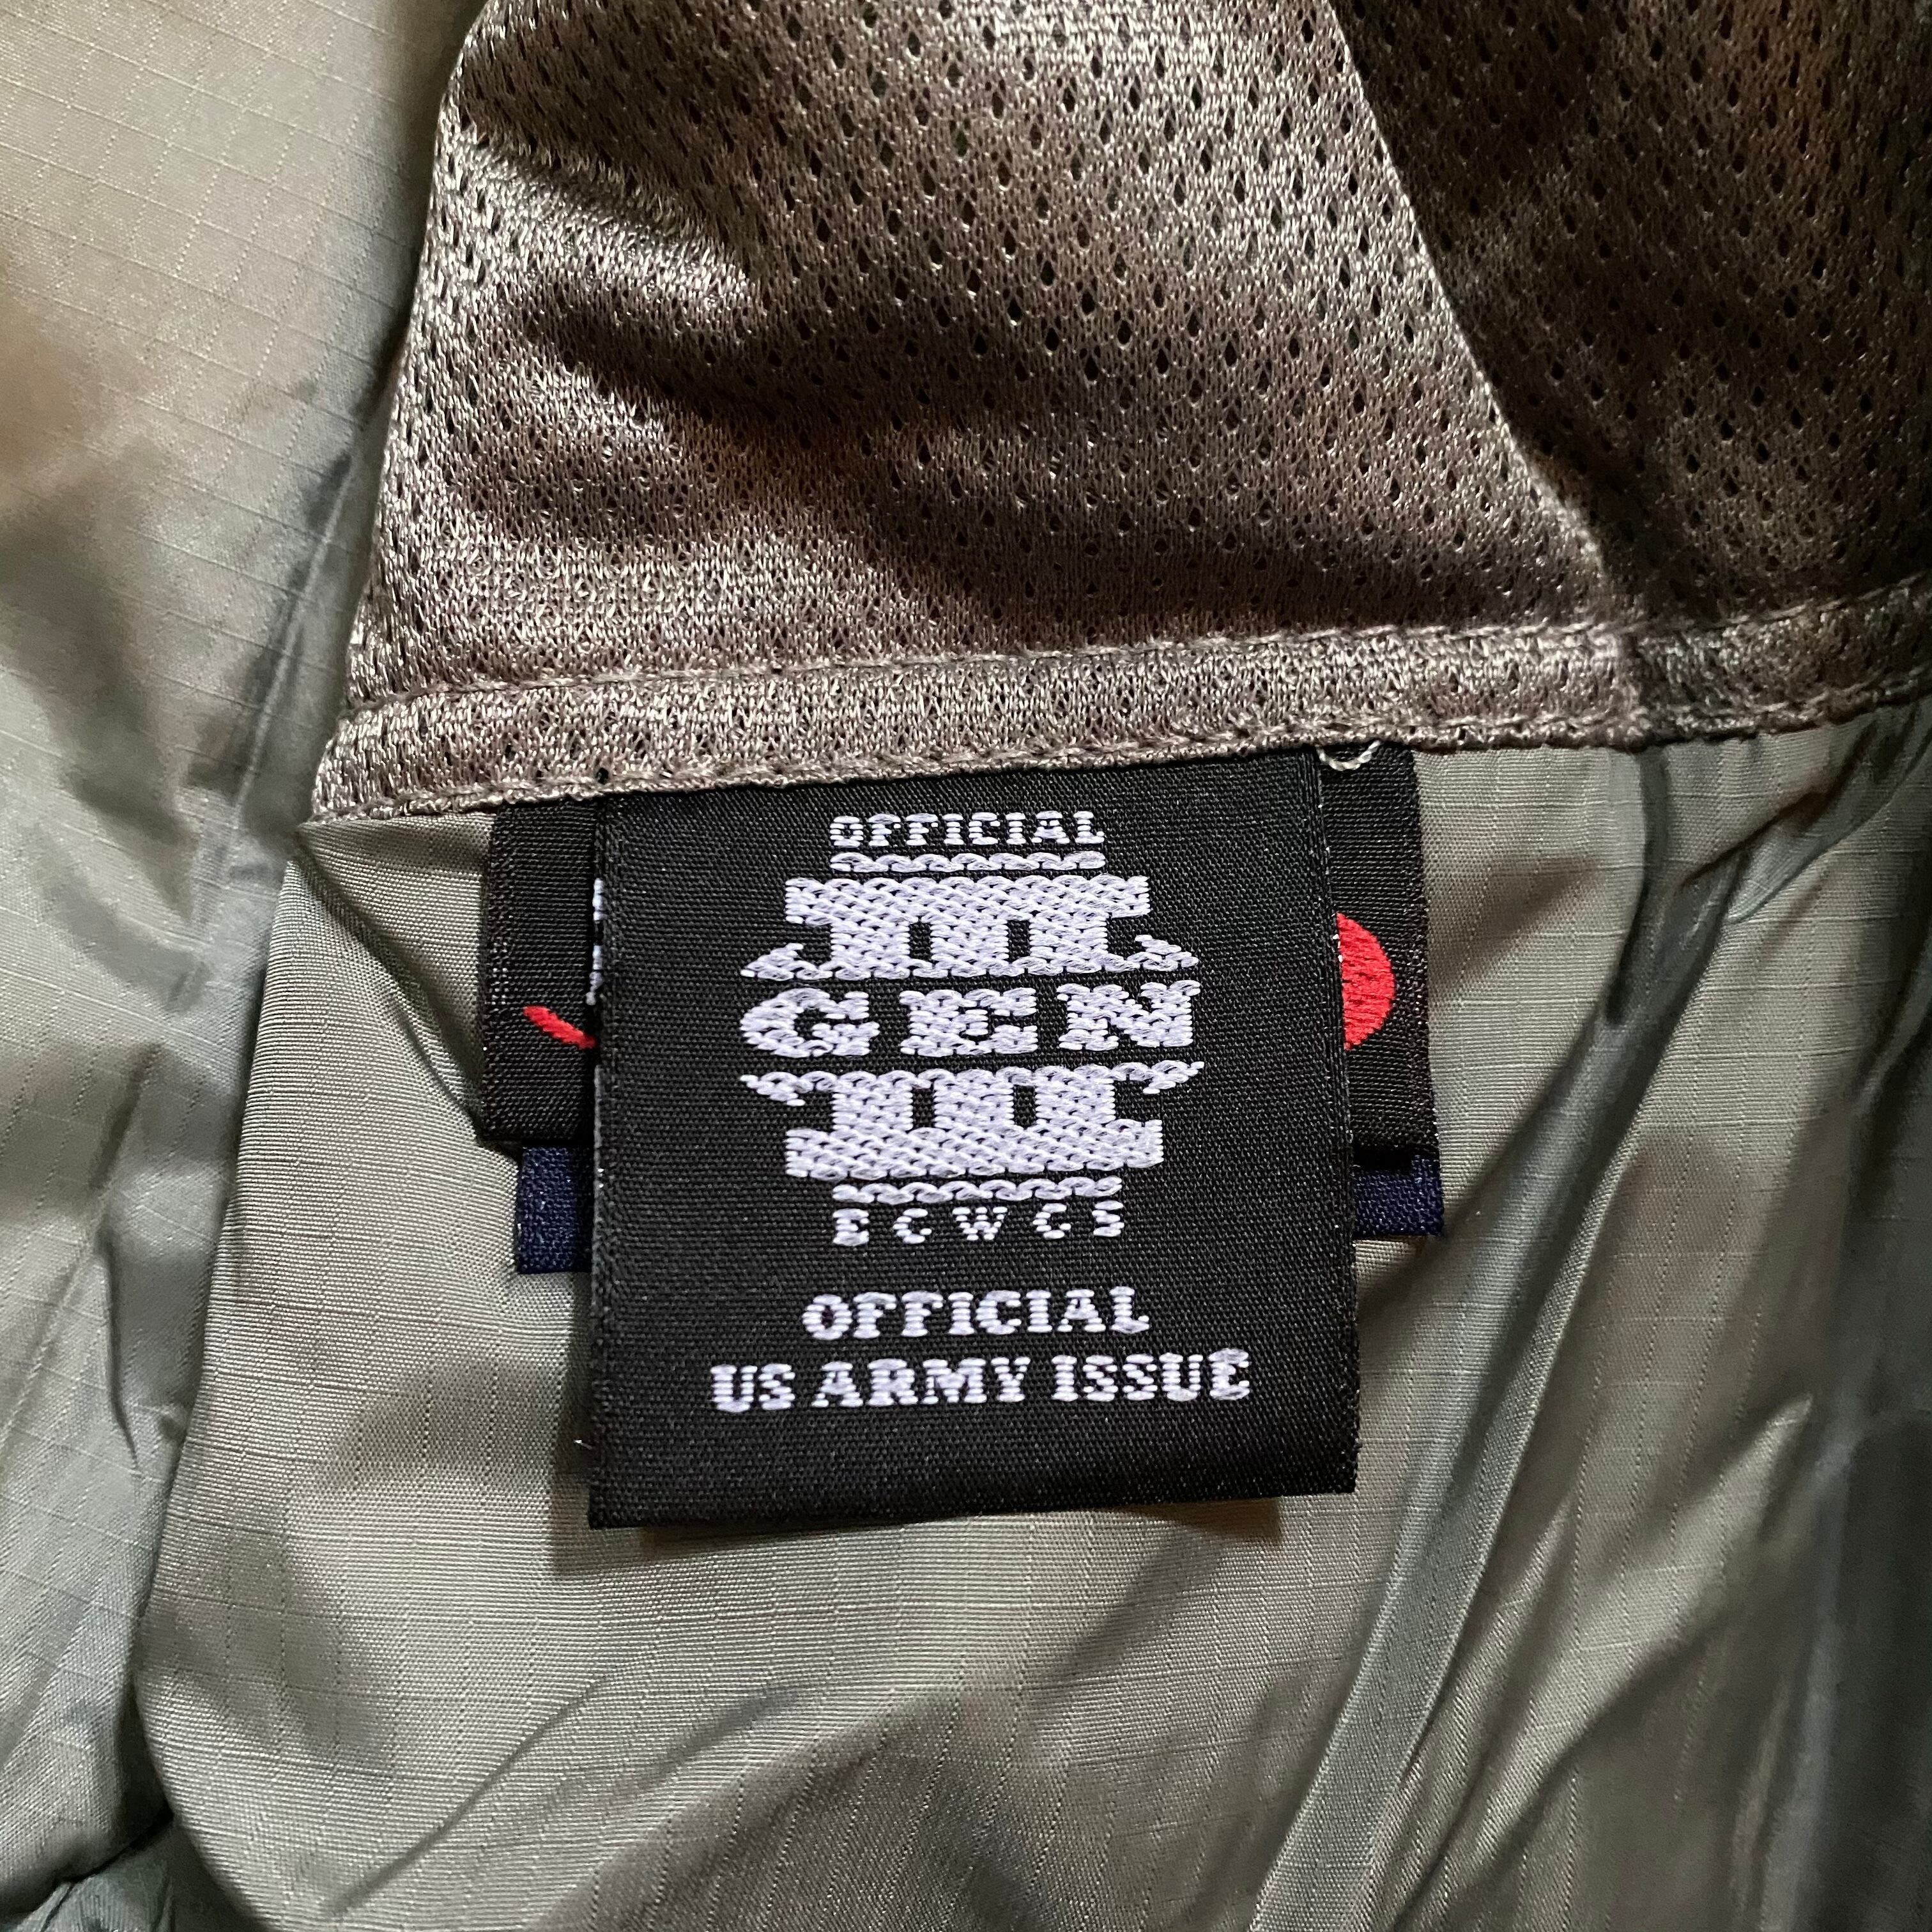 OFFICIAL
III
GEN
III
ECWCS
OFFICIAL
US ARMY ISSUE